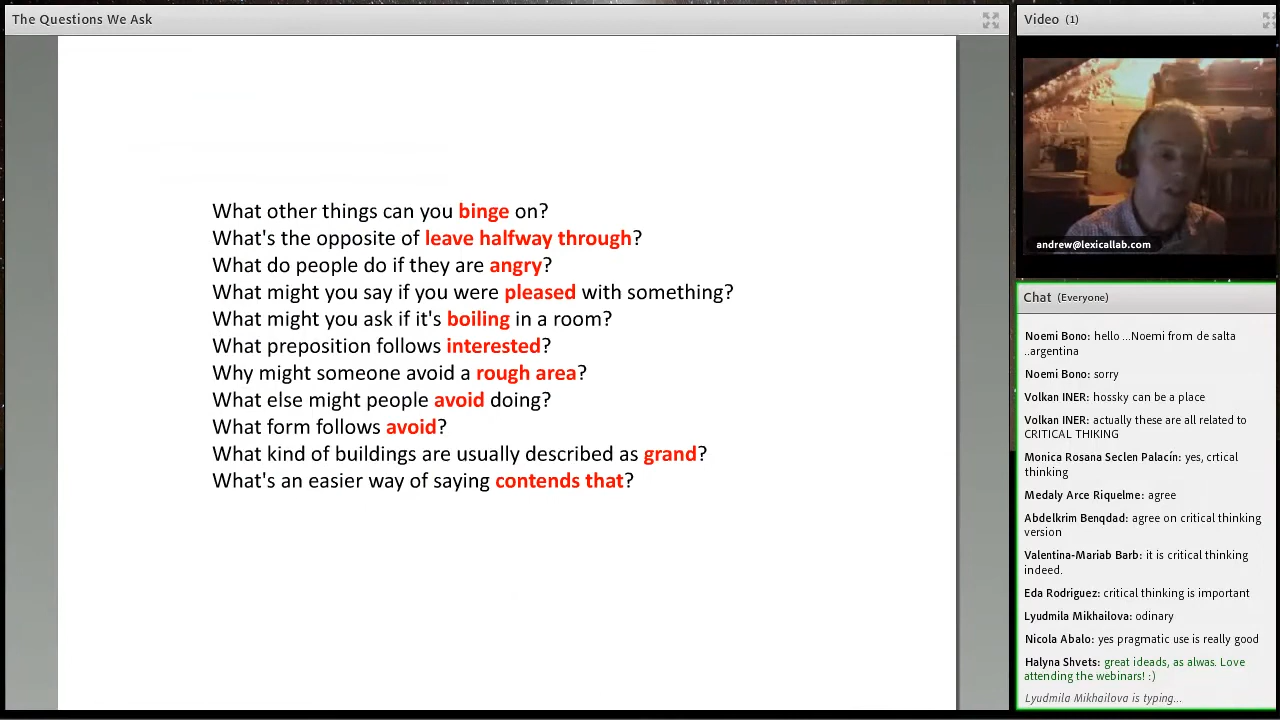 The Questions We Ask
What other things can you binge on?
What's the opposite of leave halfway through?
What do people do if they are angry?
What might you say if you were pleased with something?
What might you ask if it's boiling in a room?
What preposition follows interested?
Why might someone avoid a rough area?
What else might people avoid doing?
What form follows avoid?
What kind of buildings are usually described as grand?
What's an easier way of saying contends that?
Video (1)
andrew@lexicallab.com
Chat (Everyone)
Noemi Bono: hello ...Noemi from de salta
..argentina
Noemi Bono: sorry
Volkan INER: hossky can be a place
Volkan INER: actually these are all related to
CRITICAL THIKING
Monica Rosana Seclen Palacín: yes, crtical
thinking
Medaly Arce Riquelme: agree
Abdelkrim Benqdad: agree on critical thinking
version
Valentina-Mariab Barb: it is critical thinking
indeed.
Eda Rodriguez: critical thinking is important
Lyudmila Mikhailova: odinary
Nicola Abalo: yes pragmatic use is really good
Halyna Shvets: great ideads, as alwas. Love
attending the webinars! :)
Lyudmila Mikhailova is typing...